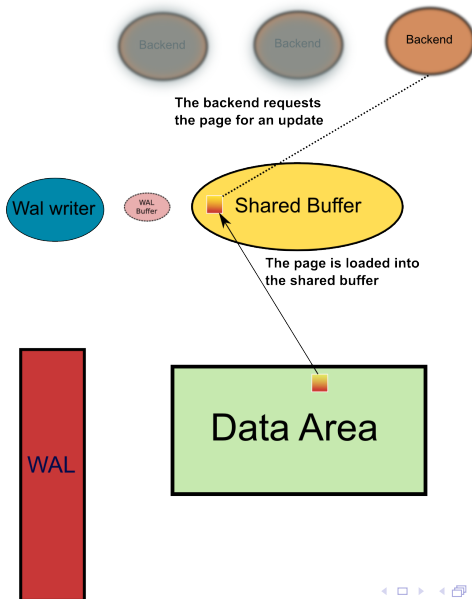 Backend
Backend
Backend
The backend requests
the page for an update
Wal writer
WAL
Buffer
Shared Buffer
The page is loaded into
the shared buffer
Data Area
WAL